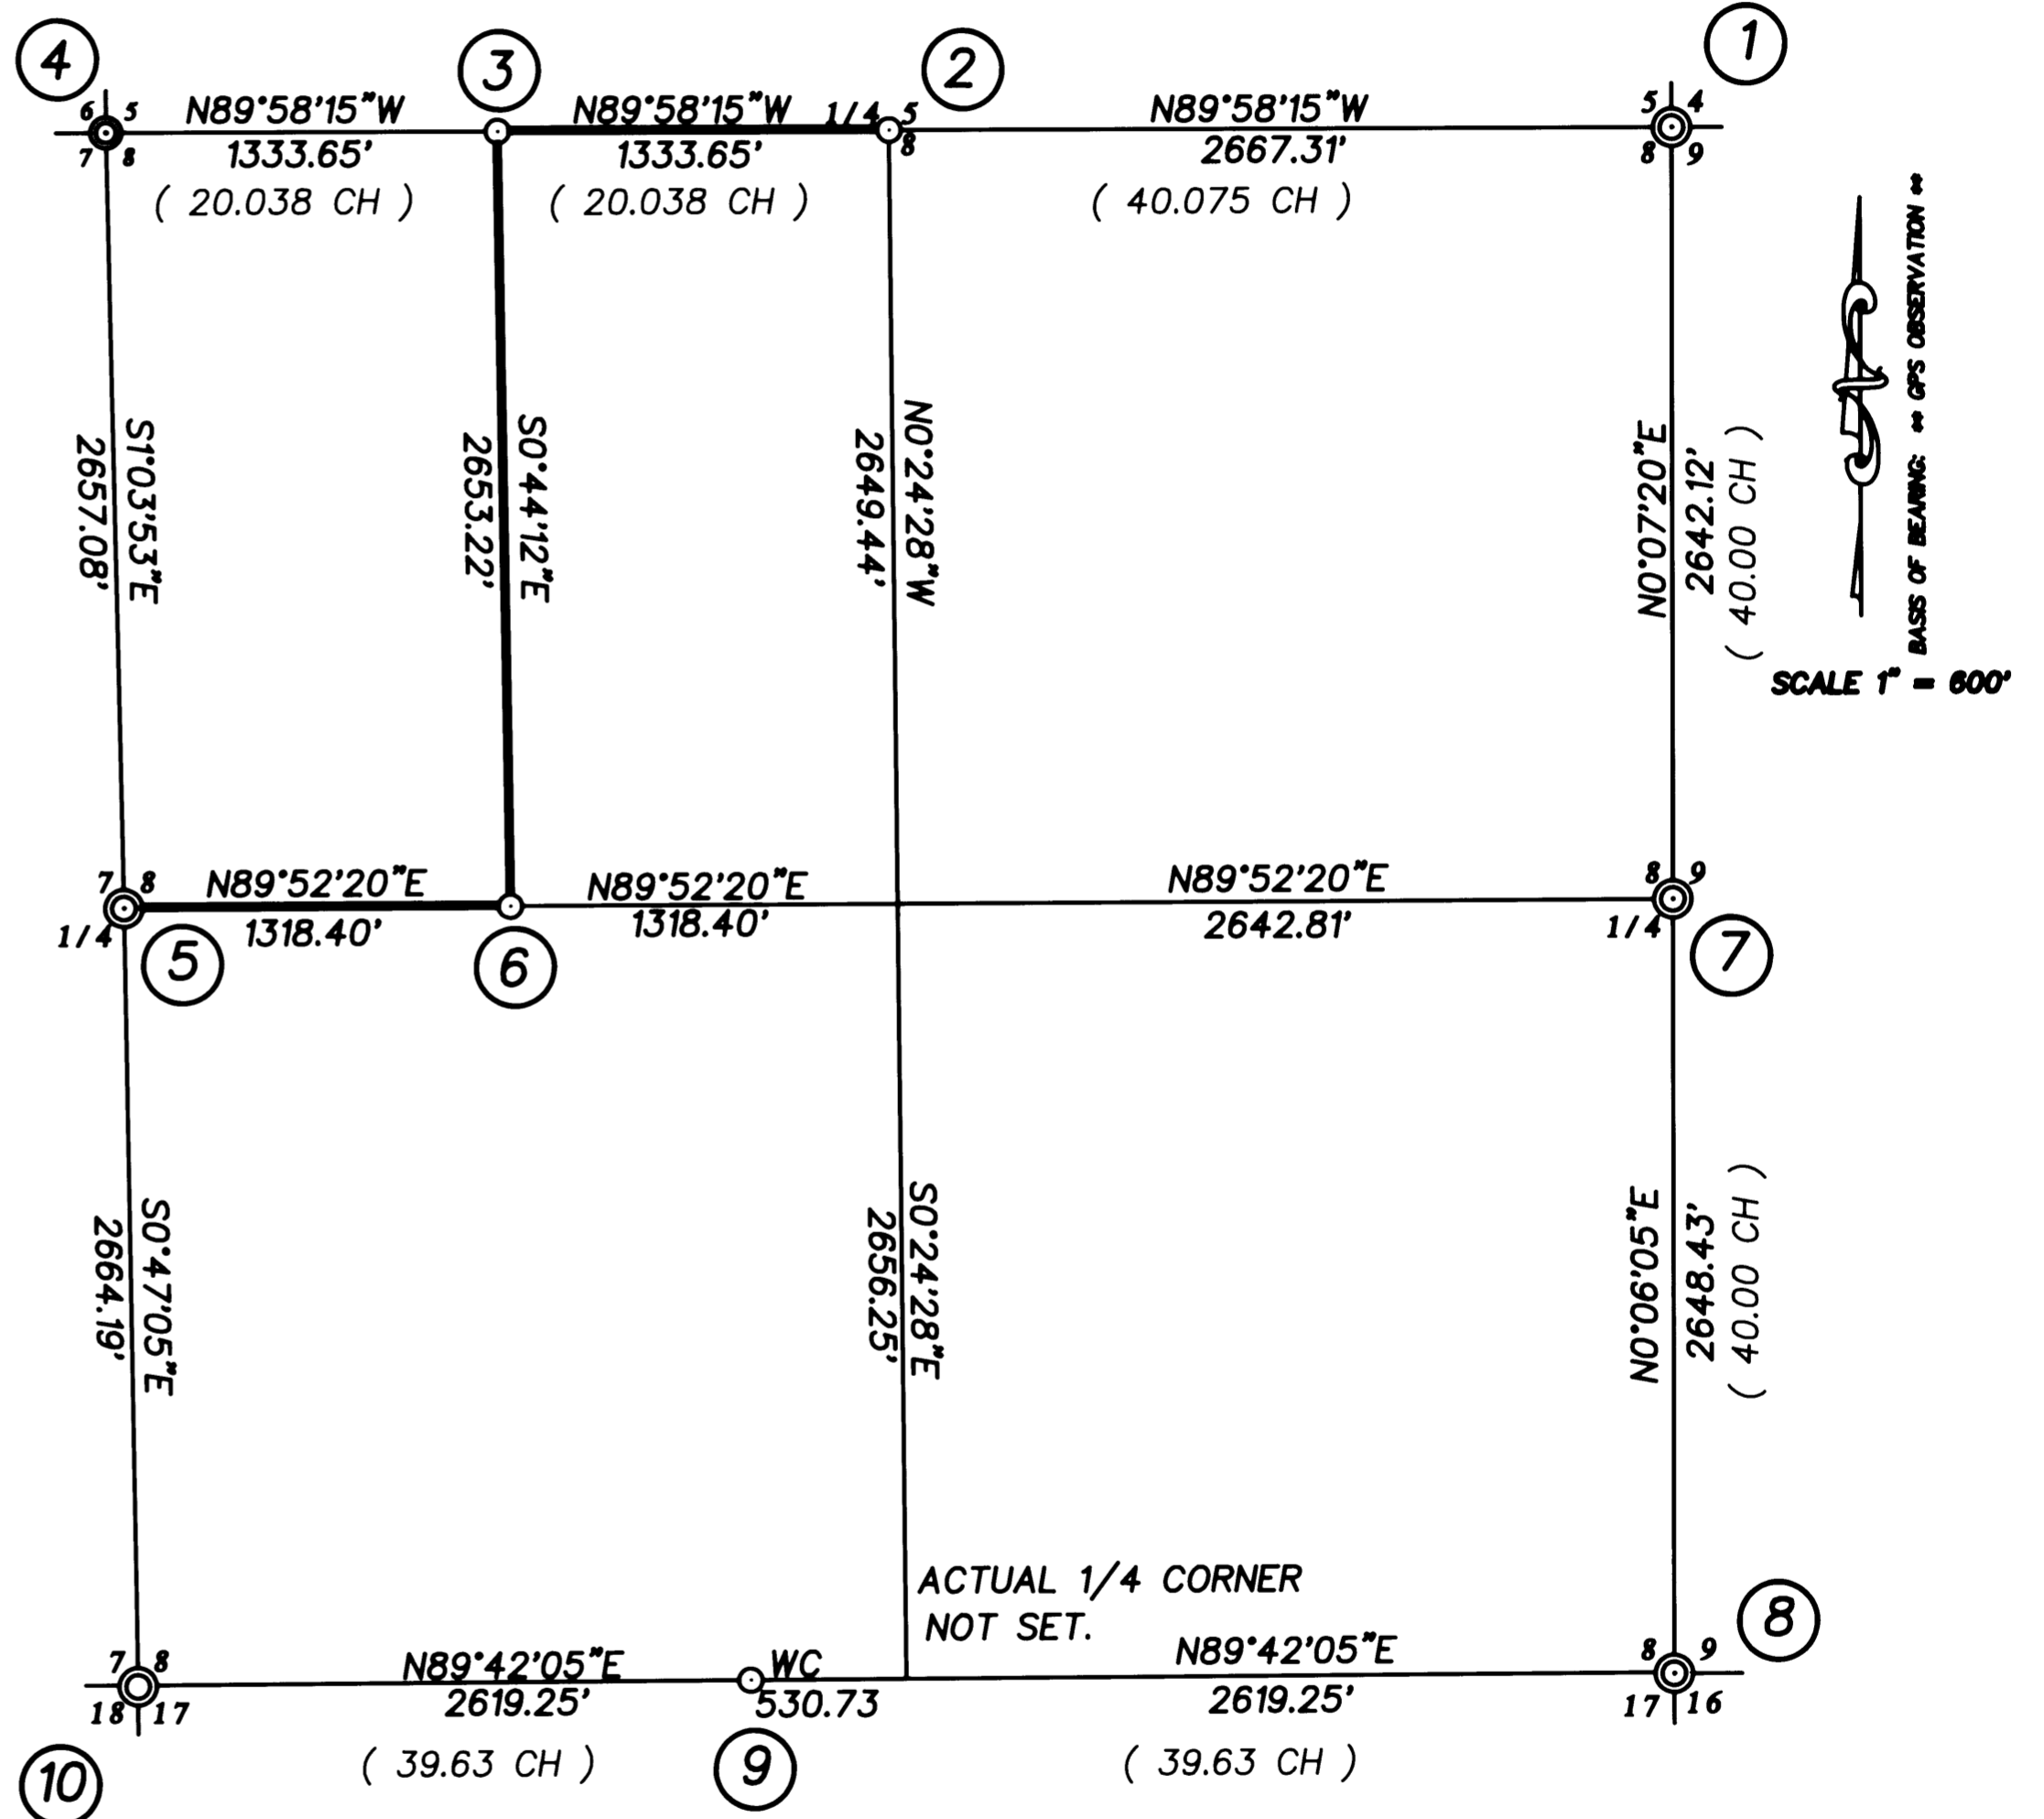 4
3
2
1
6 5
7 8
N89°58'15"W
1333.65'
( 20.038 CH )
N89°58'15"W
1333.65'
( 20.038 CH )
1/4 5
8
N89°58'15"W
2667.31'
( 40.075 CH )
5 4
8 9
S1°03'53"E
2657.08'
S0°44'12"E
2653.22'
N0°24'28"W
2649.44'
N0°07'20"E
2642.12'
( 40.00 CH )
BASIS OF BEARING: ** GPS OBSERVATION **
SCALE 1" = 600'
7 8
1/4
N89°52'20"E
1318.40'
5
6
N89°52'20"E
1318.40'
N89°52'20"E
2642.81'
8 9
1/4
7
S0°47'05"E
2664.19'
S0°24'28"E
2656.25'
N0°06'05"E
2648.43'
( 40.00 CH )
ACTUAL 1/4 CORNER
NOT SET.
7 8
18 17
N89°42'05"E
2619.25'
( 39.63 CH )
WC
530.73
9
N89°42'05"E
2619.25'
( 39.63 CH )
8 9
17 16
8
10